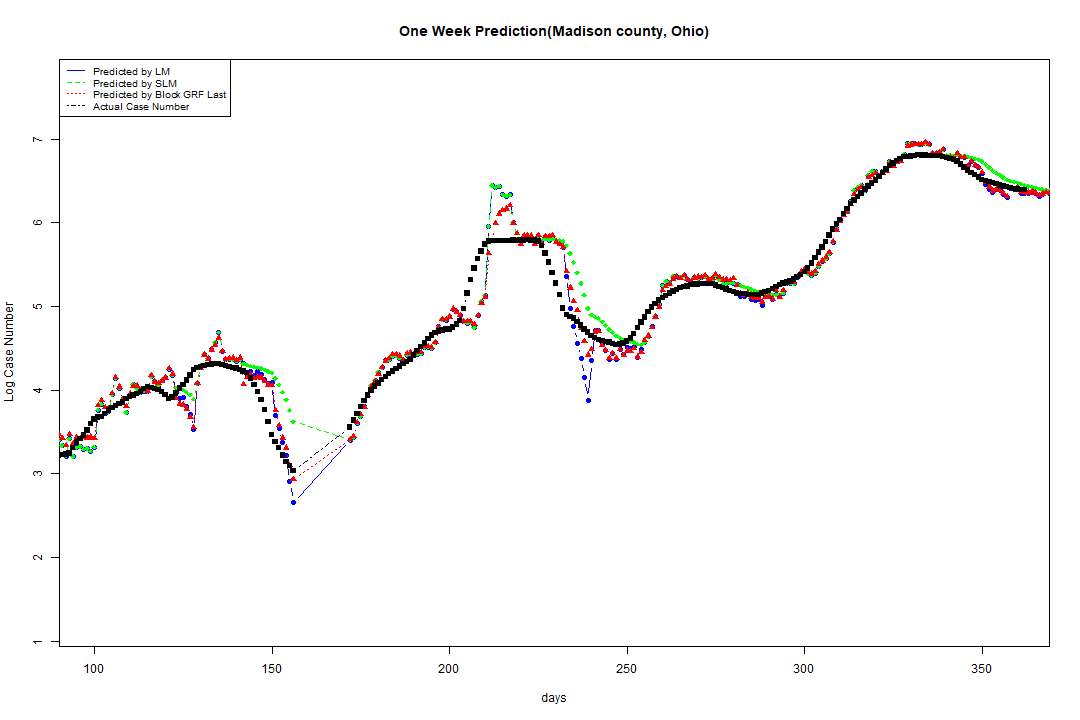 One Week Prediction(Madison county, Ohio)
Predicted by LM
Predicted by SLM
Predicted by Block GRF Last
Actual Case Number
7
6
5
4
3
2
1
Log Case Number
100 150 200 250 300 350
days